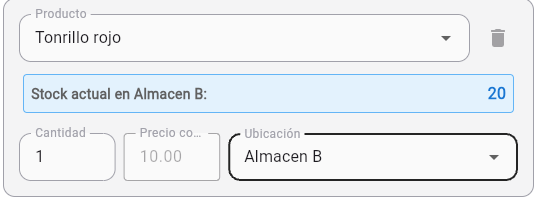 Producto
Tonrillo rojo
Stock actual en Almacen B: 20
Cantidad Precio co... Ubicación
1 10.00 Almacen B